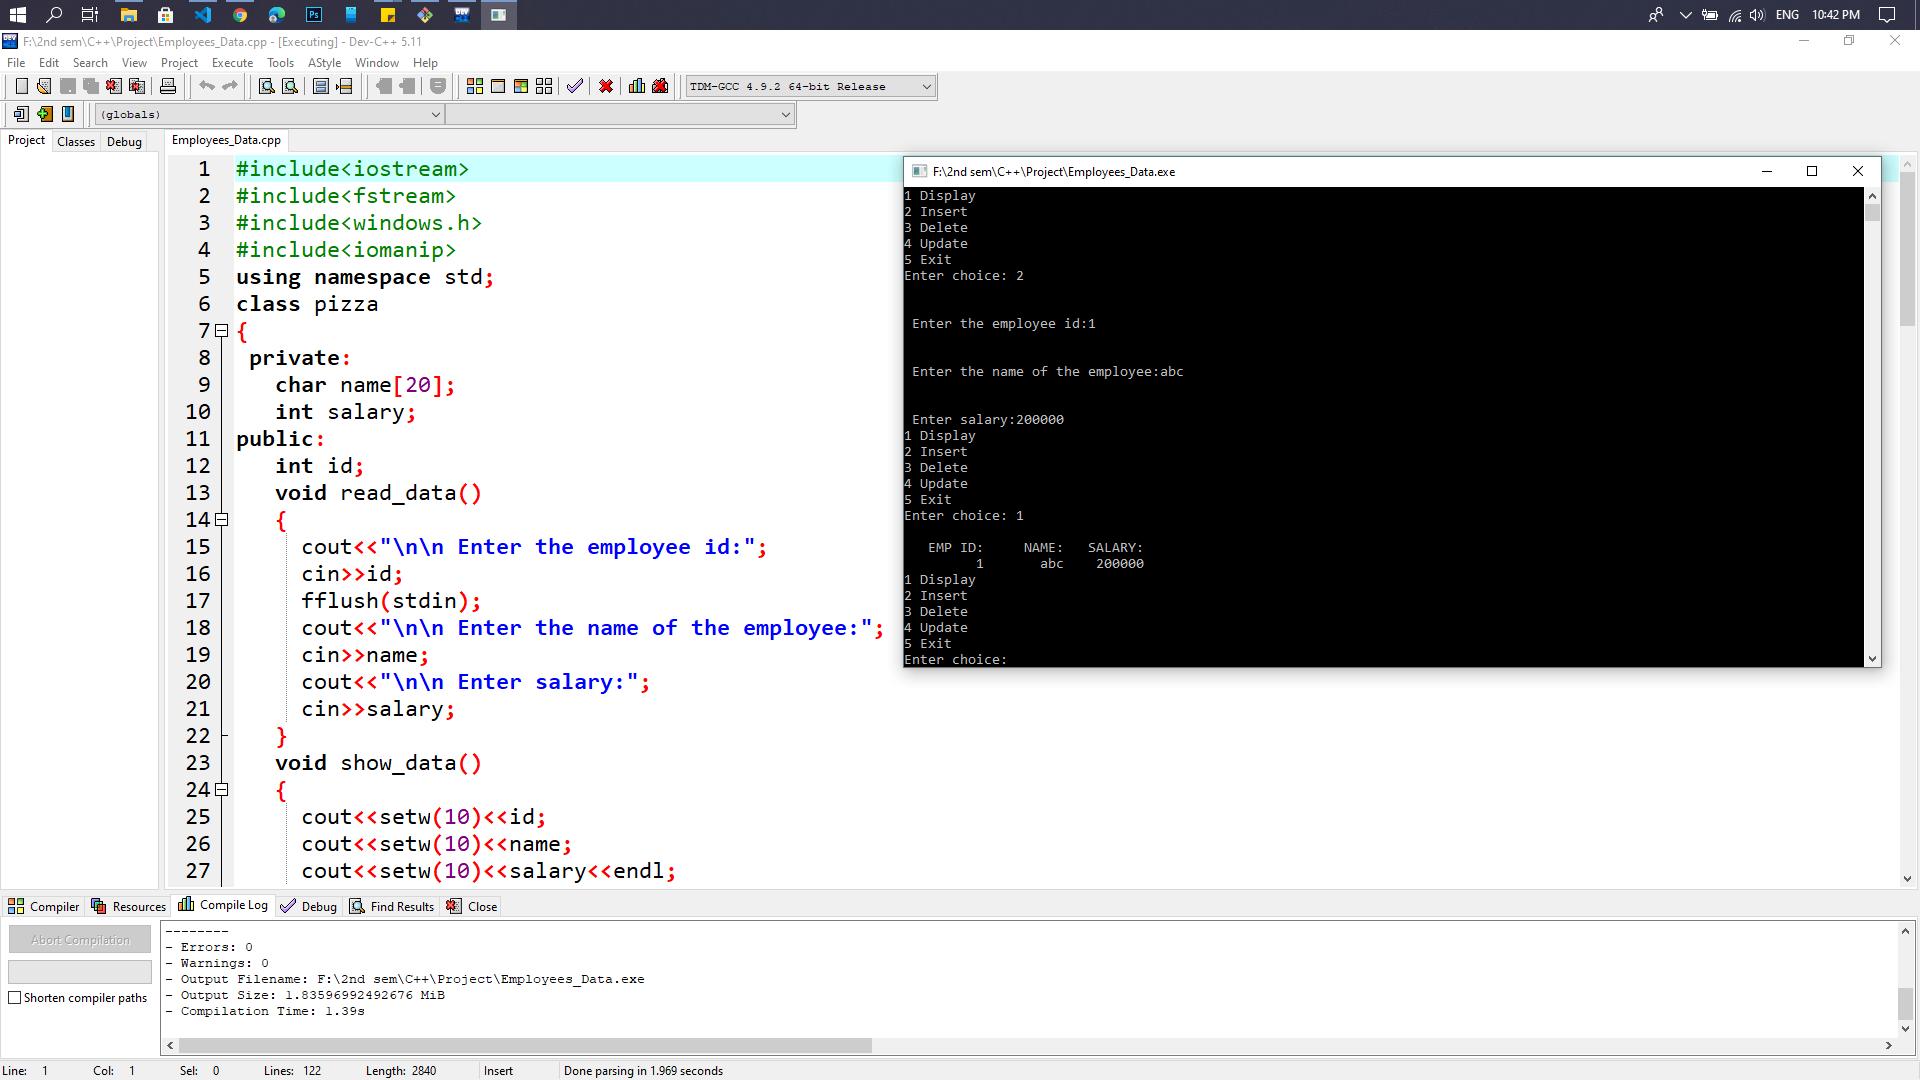 ENG 10:42 PM
F:\2nd sem\C++\Project\Employees_Data.cpp - [Executing] - Dev-C++ 5.11
File Edit Search View Project Execute Tools AStyle Window Help
TDM-GCC 4.9.2 64-bit Release
(globals)
Project Classes Debug
Employees_Data.cpp
1 #include<iostream>
2 #include<fstream>
3 #include<windows.h>
4 #include<iomanip>
5 using namespace std;
6 class pizza
7 {
8 private:
9 char name[20];
10 int salary;
11 public:
12 int id;
13 void read_data()
14 {
15 cout<<"\n\n Enter the employee id:";
16 cin>>id;
17 fflush(stdin);
18 cout<<"\n\n Enter the name of the employee:";
19 cin>>name;
20 cout<<"\n\n Enter salary:";
21 cin>>salary;
22 }
23 void show_data()
24 {
25 cout<<setw(10)<<id;
26 cout<<setw(10)<<name;
27 cout<<setw(10)<<salary<<endl;
F:\2nd sem\C++\Project\Employees_Data.exe
1 Display
2 Insert
3 Delete
4 Update
5 Exit
Enter choice: 2
Enter the employee id:1
Enter the name of the employee:abc
Enter salary:200000
1 Display
2 Insert
3 Delete
4 Update
5 Exit
Enter choice: 1
EMP ID: NAME: SALARY:
1 abc 200000
1 Display
2 Insert
3 Delete
4 Update
5 Exit
Enter choice:
Compiler Resources Compile Log Debug Find Results Close
Abort Compilation
Shorten compiler paths
--------
- Errors: 0
- Warnings: 0
- Output Filename: F:\2nd sem\C++\Project\Employees_Data.exe
- Output Size: 1.83596992492676 MiB
- Compilation Time: 1.39s
Line: 1 Col: 1 Sel: 0 Lines: 122 Length: 2840 Insert Done parsing in 1.969 seconds